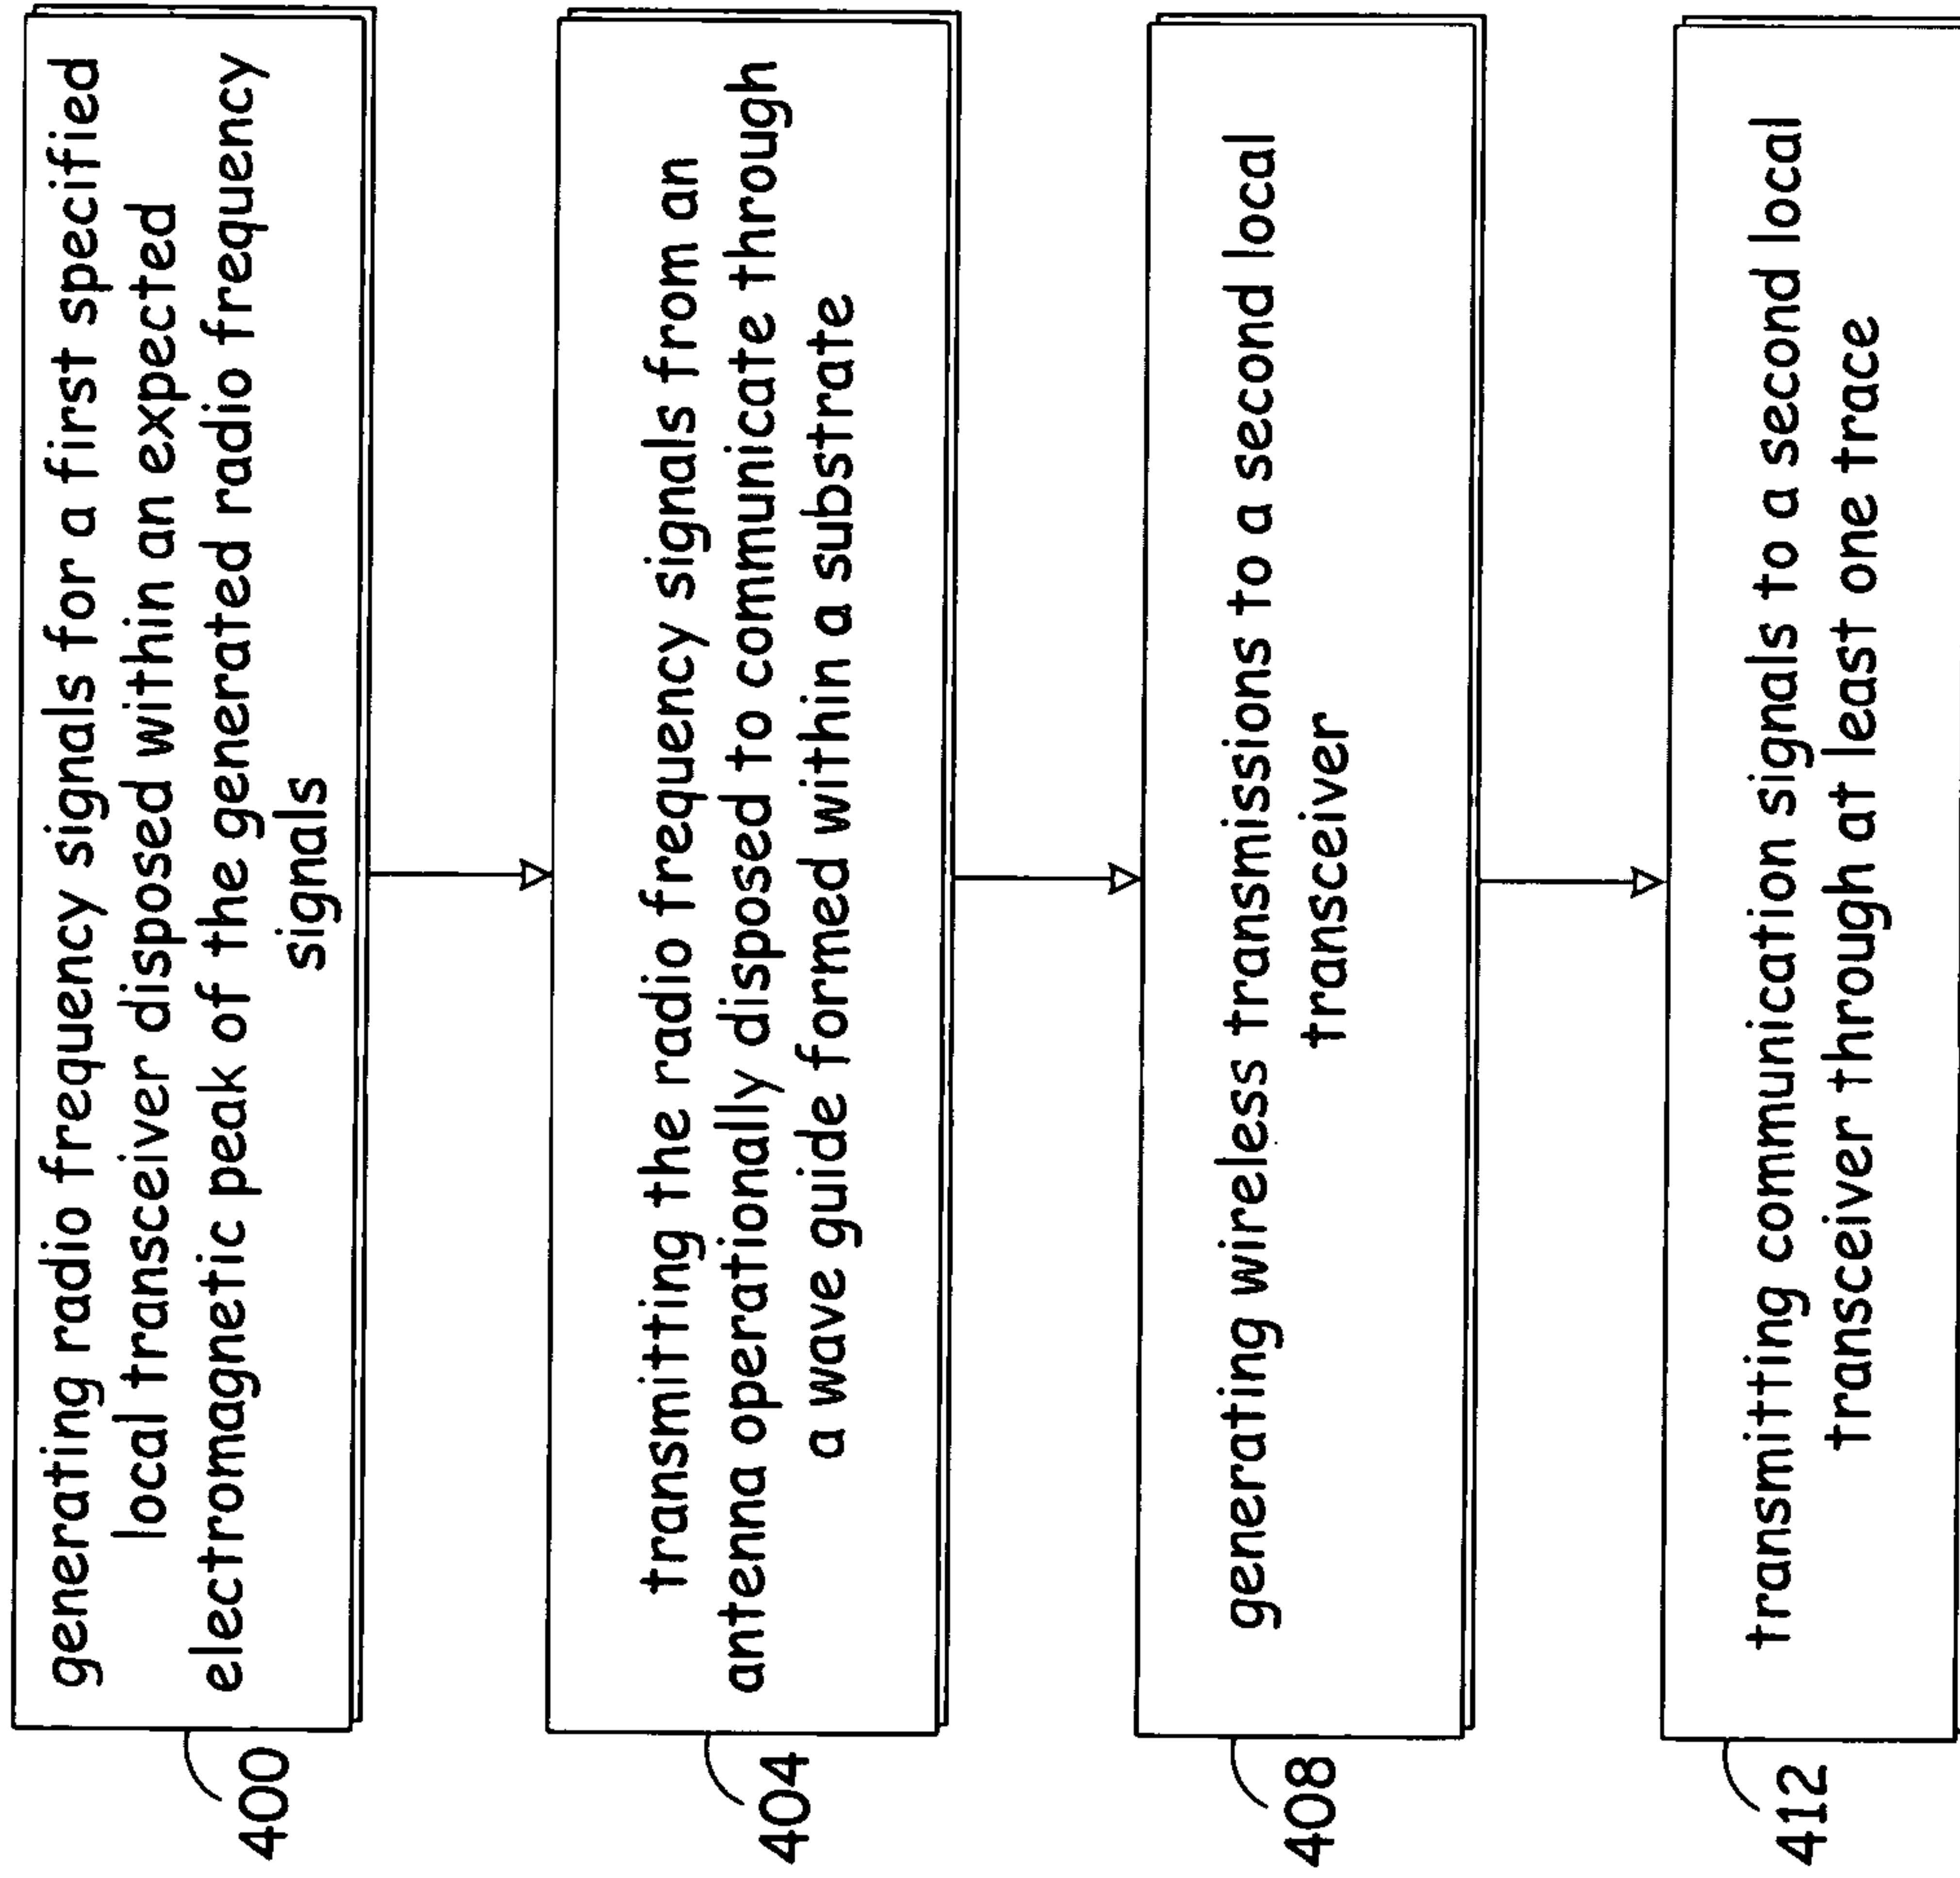 generating radio frequency signals for a first specified
local transceiver disposed within an expected
electromagnetic peak of the generated radio frequency
signals
400
transmitting the radio frequency signals from an
antenna operationally disposed to communicate through
a wave guide formed within a substrate
404
generating wireless transmissions to a second local
transceiver
408
transmitting communication signals to a second local
transceiver through at least one trace
412